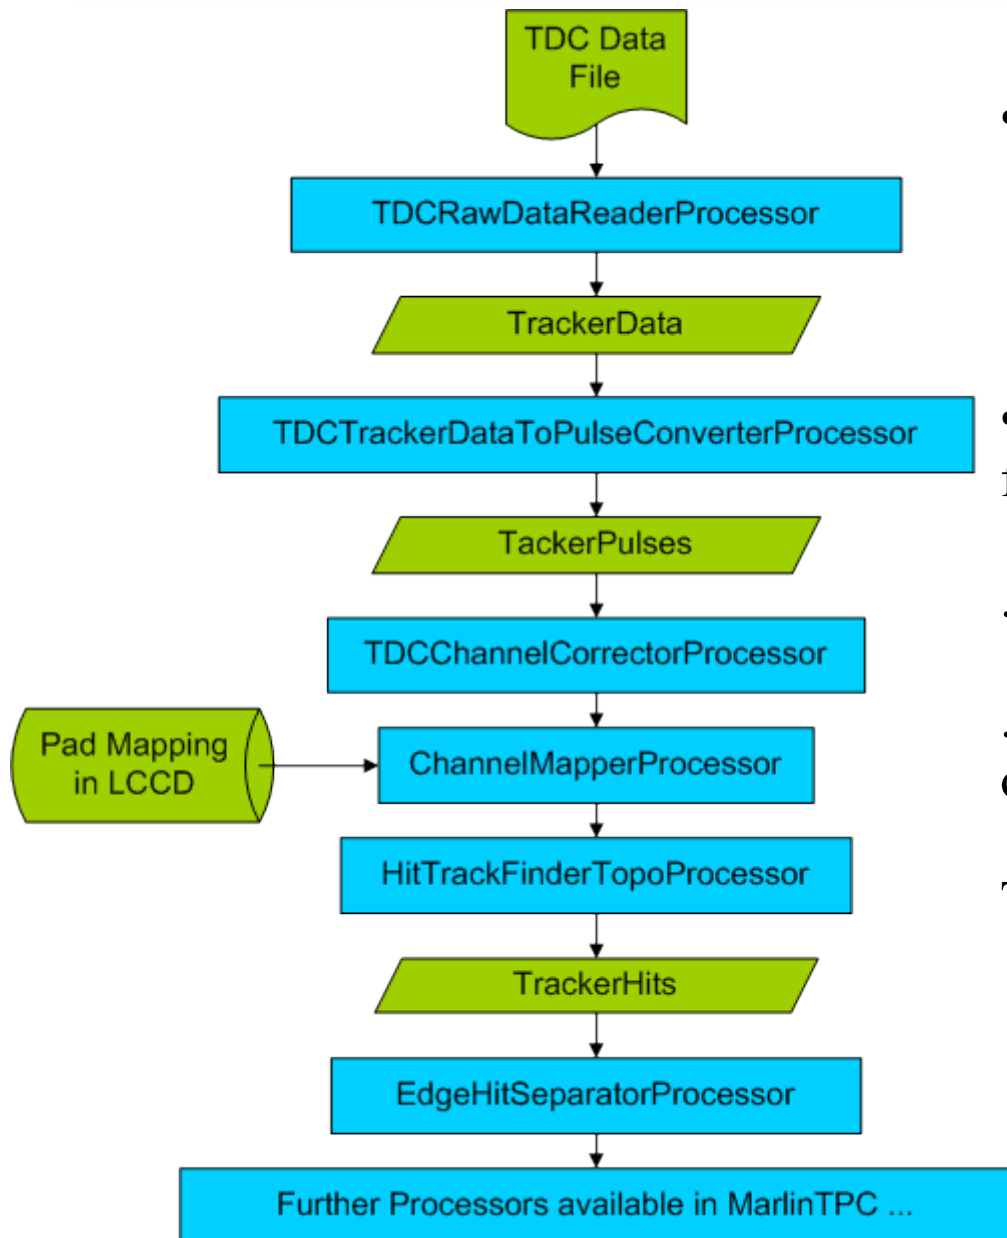 TDC Data
File
TDCRawDataReaderProcessor
TrackerData
TDCTrackerDataToPulseConverterProcessor
TackerPulses
TDCChannelCorrectorProcessor
Pad Mapping
in LCCD
ChannelMapperProcessor
HitTrackFinderTopoProcessor
TrackerHits
EdgeHitSeparatorProcessor
Further Processors available in MarlinTPC ...